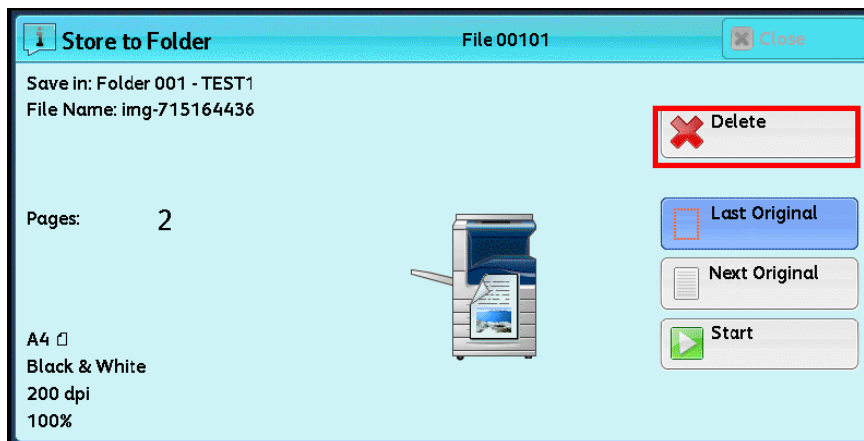 Store to Folder
File 00101
Close
Save in: Folder 001 - TEST1
File Name: img-715164436
Delete
Pages: 2
Last Original
Next Original
Start
A4
Black & White
200 dpi
100%